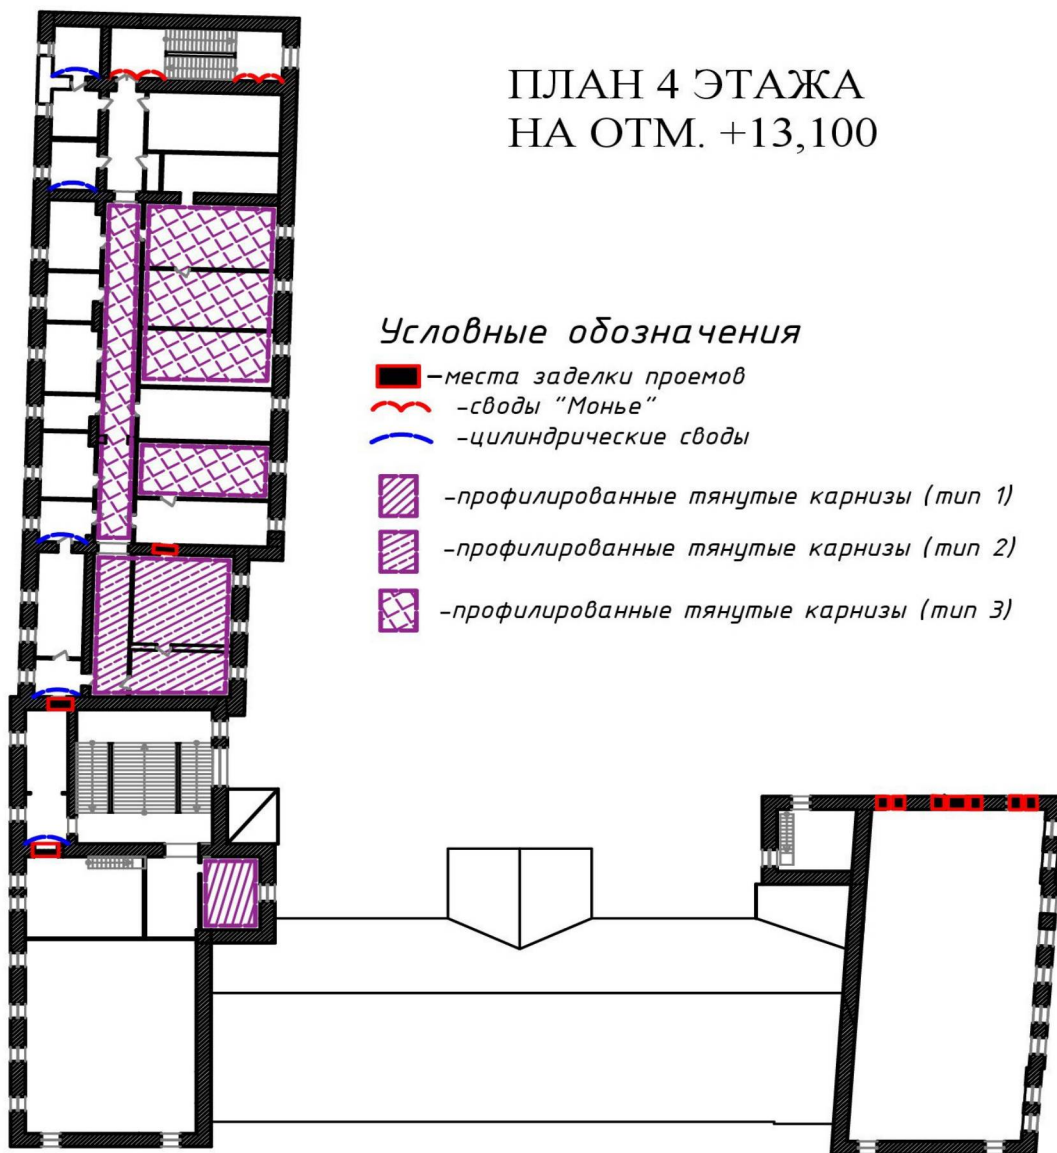 ПЛАН 4 ЭТАЖА
НА ОТМ. +13,100
Условные обозначения
-места заделки проемов
-своды "Монье"
-цилиндрические своды
-профилированные тянутые карнизы (тип 1)
-профилированные тянутые карнизы (тип 2)
-профилированные тянутые карнизы (тип 3)